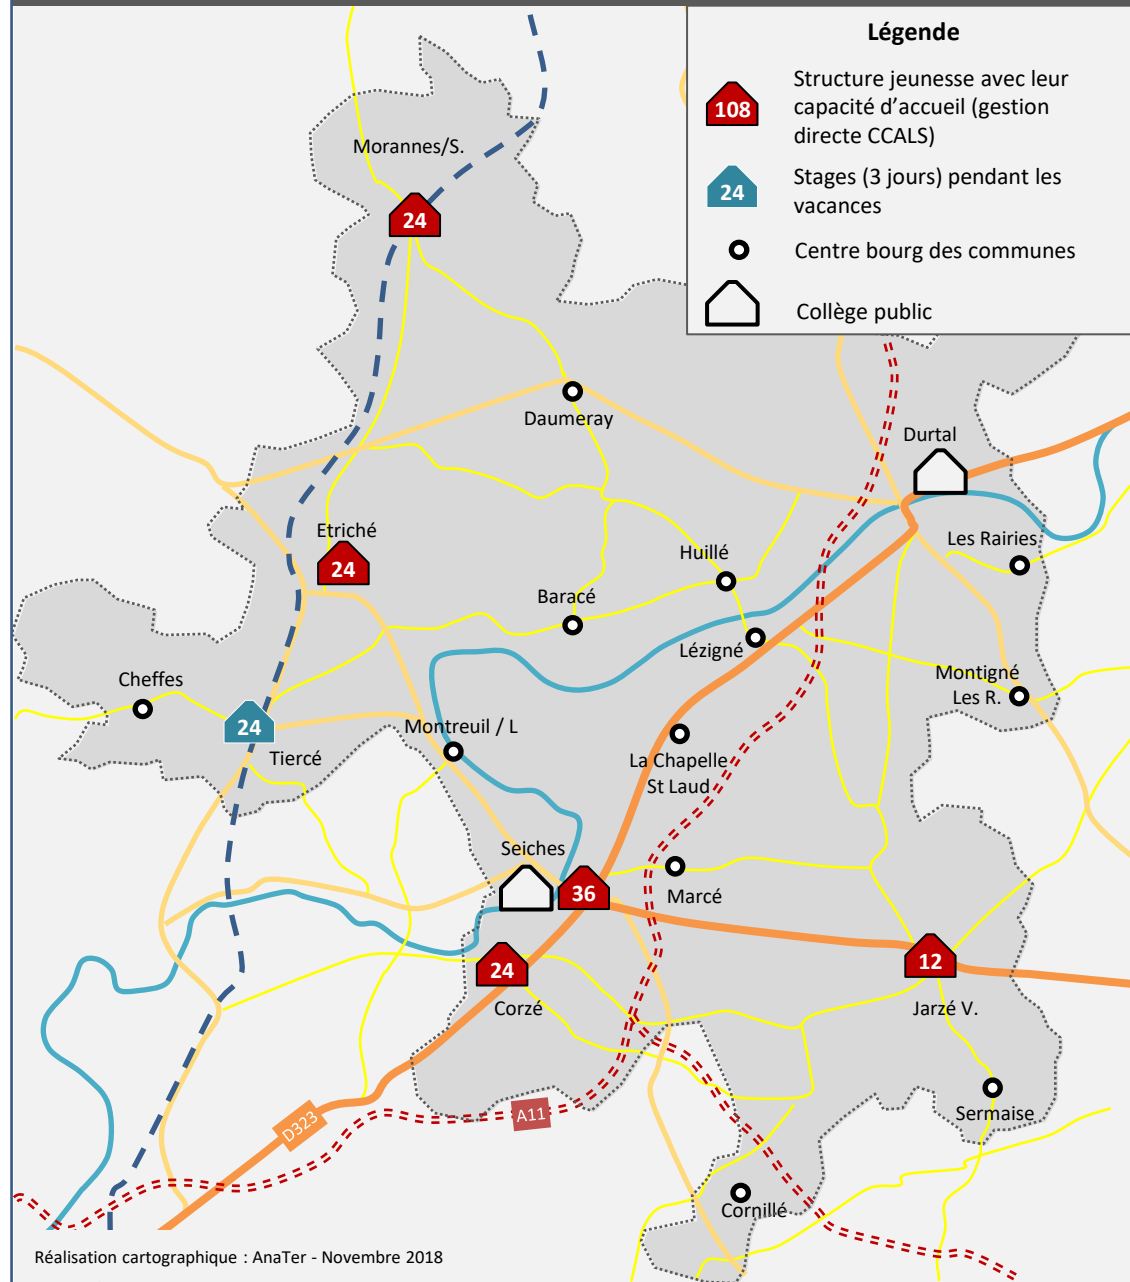 Légende
108
Structure jeunesse avec leur
capacité d'accueil (gestion
directe CCALS)
24
Stages (3 jours) pendant les
vacances
Centre bourg des communes
Collège public
Morannes/S.
24
Daumeray
Durtal
Etriché
24
Les Rairies
Huillé
Baracé
Lézigné
Cheffes
Montigné
Les R.
24
Tiercé
Montreuil / L
La Chapelle
St Laud
Seiches
36
Marcé
24
Corzé
12
Jarzé V.
D323
A11
Sermaise
Cornillé
Réalisation cartographique : AnaTer - Novembre 2018